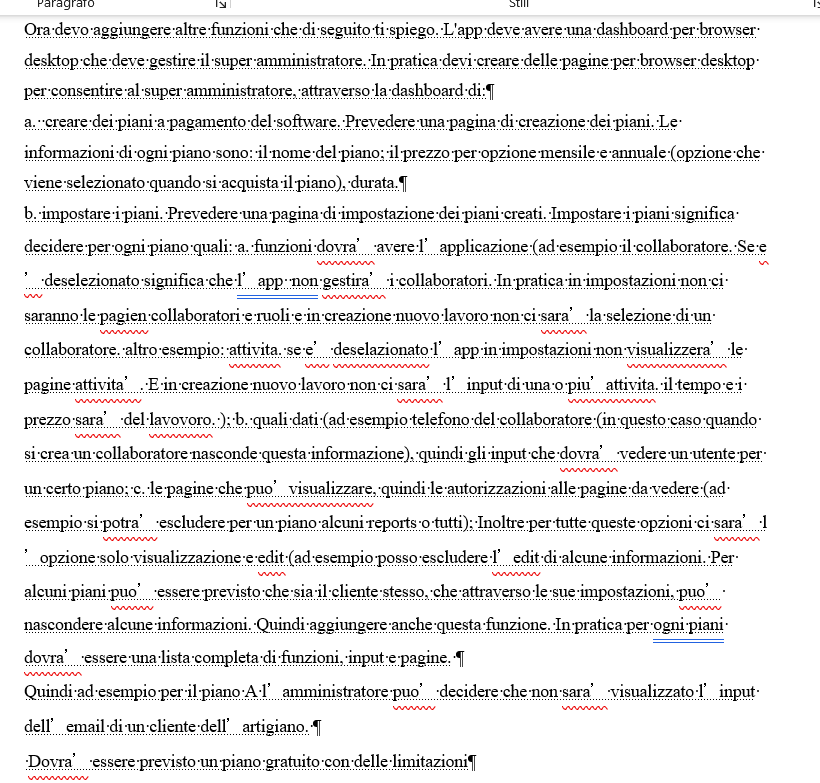 Paragrafo Stili
Ora devo aggiungere altre funzioni che di seguito ti spiego. L'app deve avere una dashboard per browser
desktop che deve gestire il super amministratore. In pratica devi creare delle pagine per browser desktop
per consentire al super amministratore, attraverso la dashboard di:¶
a. creare dei piani a pagamento del software. Prevedere una pagina di creazione dei piani. Le
informazioni di ogni piano sono: il nome del piano; il prezzo per opzione mensile e annuale (opzione che
viene selezionato quando si acquista il piano), durata.¶
b. impostare i piani. Prevedere una pagina di impostazione dei piani creati. Impostare i piani significa
decidere per ogni piano quali: a. funzioni dovra’ avere l’ applicazione (ad esempio il collaboratore. Se e
’ deselezionato significa che l’ app non gestira’ i collaboratori. In pratica in impostazioni non ci
saranno le pagien collaboratori e ruoli e in creazione nuovo lavoro non ci sara’ la selezione di un
collaboratore. altro esempio: attivita. se e’ deselazionato l’ app in impostazioni non visualizzera’ le
pagine attivita’ . E in creazione nuovo lavoro non ci sara’ l’ input di una o piu’ attivita. il tempo e i
prezzo sara’ del lavovoro. ); b. quali dati (ad esempio telefono del collaboratore (in questo caso quando
si crea un collaboratore nasconde questa informazione), quindi gli input che dovra’ vedere un utente per
un certo piano; c. le pagine che puo’ visualizzare, quindi le autorizzazioni alle pagine da vedere (ad
esempio si potra’ escludere per un piano alcuni reports o tutti); Inoltre per tutte queste opzioni ci sara’ l
’ opzione solo visualizzazione e edit (ad esempio posso escludere l’ edit di alcune informazioni. Per
alcuni piani puo’ essere previsto che sia il cliente stesso, che attraverso le sue impostazioni, puo’
nascondere alcune informazioni. Quindi aggiungere anche questa funzione. In pratica per ogni piani
dovra’ essere una lista completa di funzioni, input e pagine. ¶
Quindi ad esempio per il piano A l’ amministratore puo’ decidere che non sara’ visualizzato l’ input
dell’ email di un cliente dell’ artigiano. ¶
Dovra’ essere previsto un piano gratuito con delle limitazioni¶